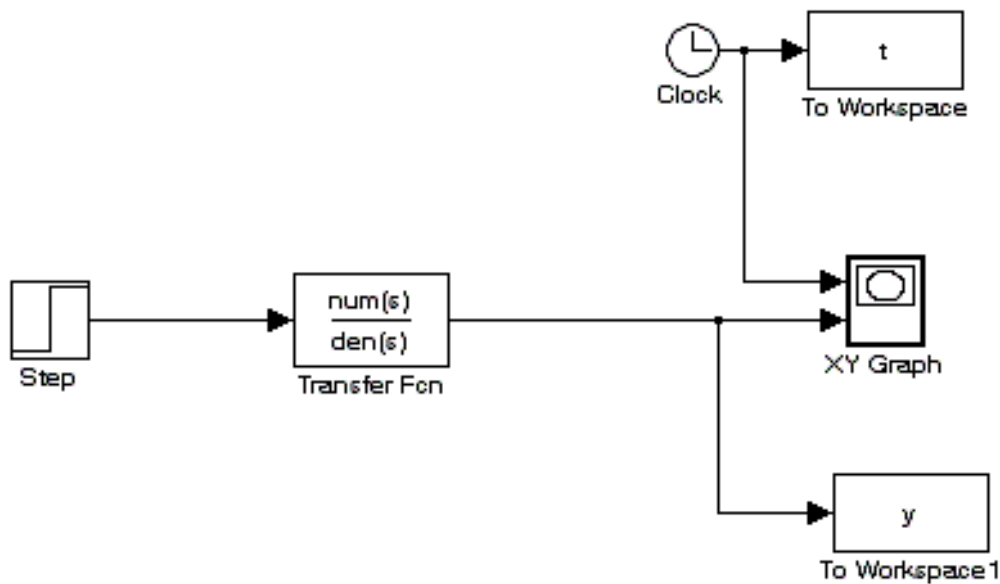 t
Clock
To Workspace
num(s)
den(s)
XY Graph
Step
Transfer Fcn
y
To Workspace1